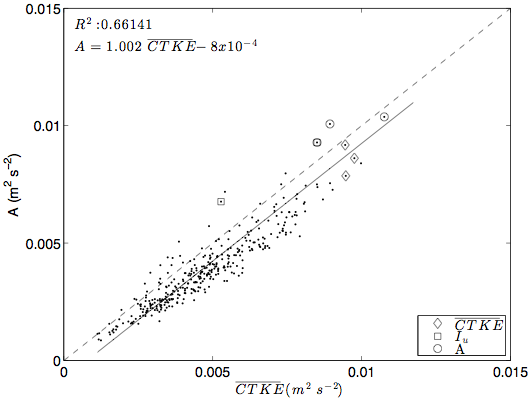 R² :0.66141
A = 1.002 CTKE− 8x10⁻⁴
0.015
0.01
0.005
0
A (m² s⁻²)
0
0.005
0.01
0.015
CTKE(m² s⁻²)
CTKE
Iᵤ
A